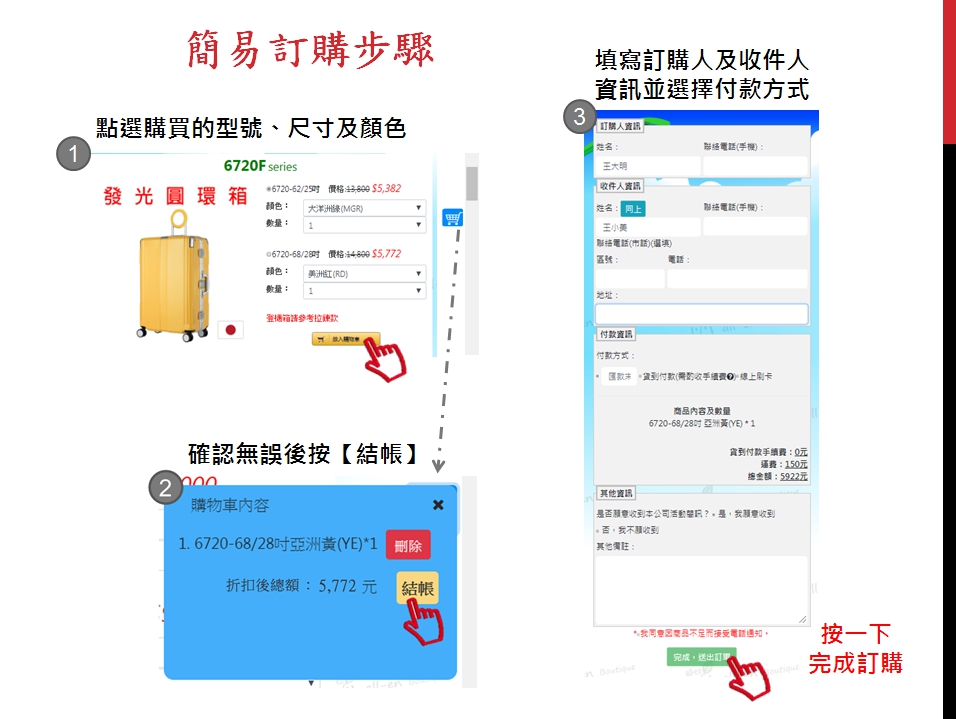 簡易訂購步驟
1
點選購買的型號、尺寸及顏色
6720F series
發光圓環箱
6720-62/25吋 價格:13,800 $5,382
顏色： 大洋洲綠(MGR)
數量： 1
6720-68/28吋 價格:14,800 $5,772
顏色： 美洲紅(RD)
數量： 1
登機箱請參考拉鍊款
放入購物車
確認無誤後按【結帳】
2
購物車內容
1. 6720-68/28吋亞洲黃(YE)*1 刪除
折扣後總額： 5,772 元 結帳
填寫訂購人及收件人
資訊並選擇付款方式
3
訂購人資訊
姓名： 聯絡電話(手機)：
王大明
收件人資訊
姓名： 同上 聯絡電話(手機)：
王小美
聯絡電話(市話)(選填)
區號： 電話：
地址：
付款資訊
付款方式：
匯款 貨到付款(需酌收手續費) 線上刷卡
商品內容及數量
6720-68/28吋 亞洲黃(YE) * 1
貨到付款手續費：0元
運費：150元
總金額：5922元
其他資訊
是否願意收到本公司活動簡訊？ 是，我願意收到
否，我不願收到
其他備註：
*我同意因商品不足而接受電話通知。
完成，送出訂單
按一下
完成訂購